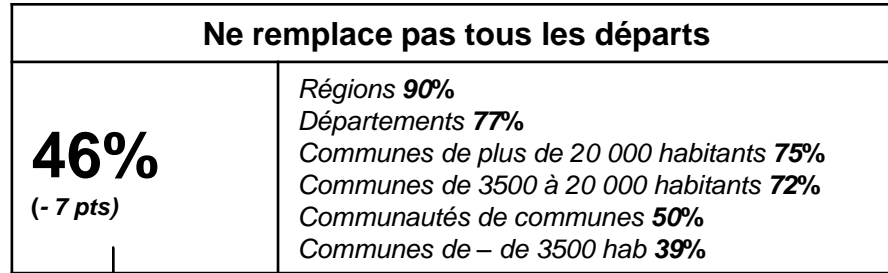 Ne remplace pas tous les départs
46%
(- 7 pts)
Régions 90%
Départements 77%
Communes de plus de 20 000 habitants 75%
Communes de 3500 à 20 000 habitants 72%
Communautés de communes 50%
Communes de – de 3500 hab 39%